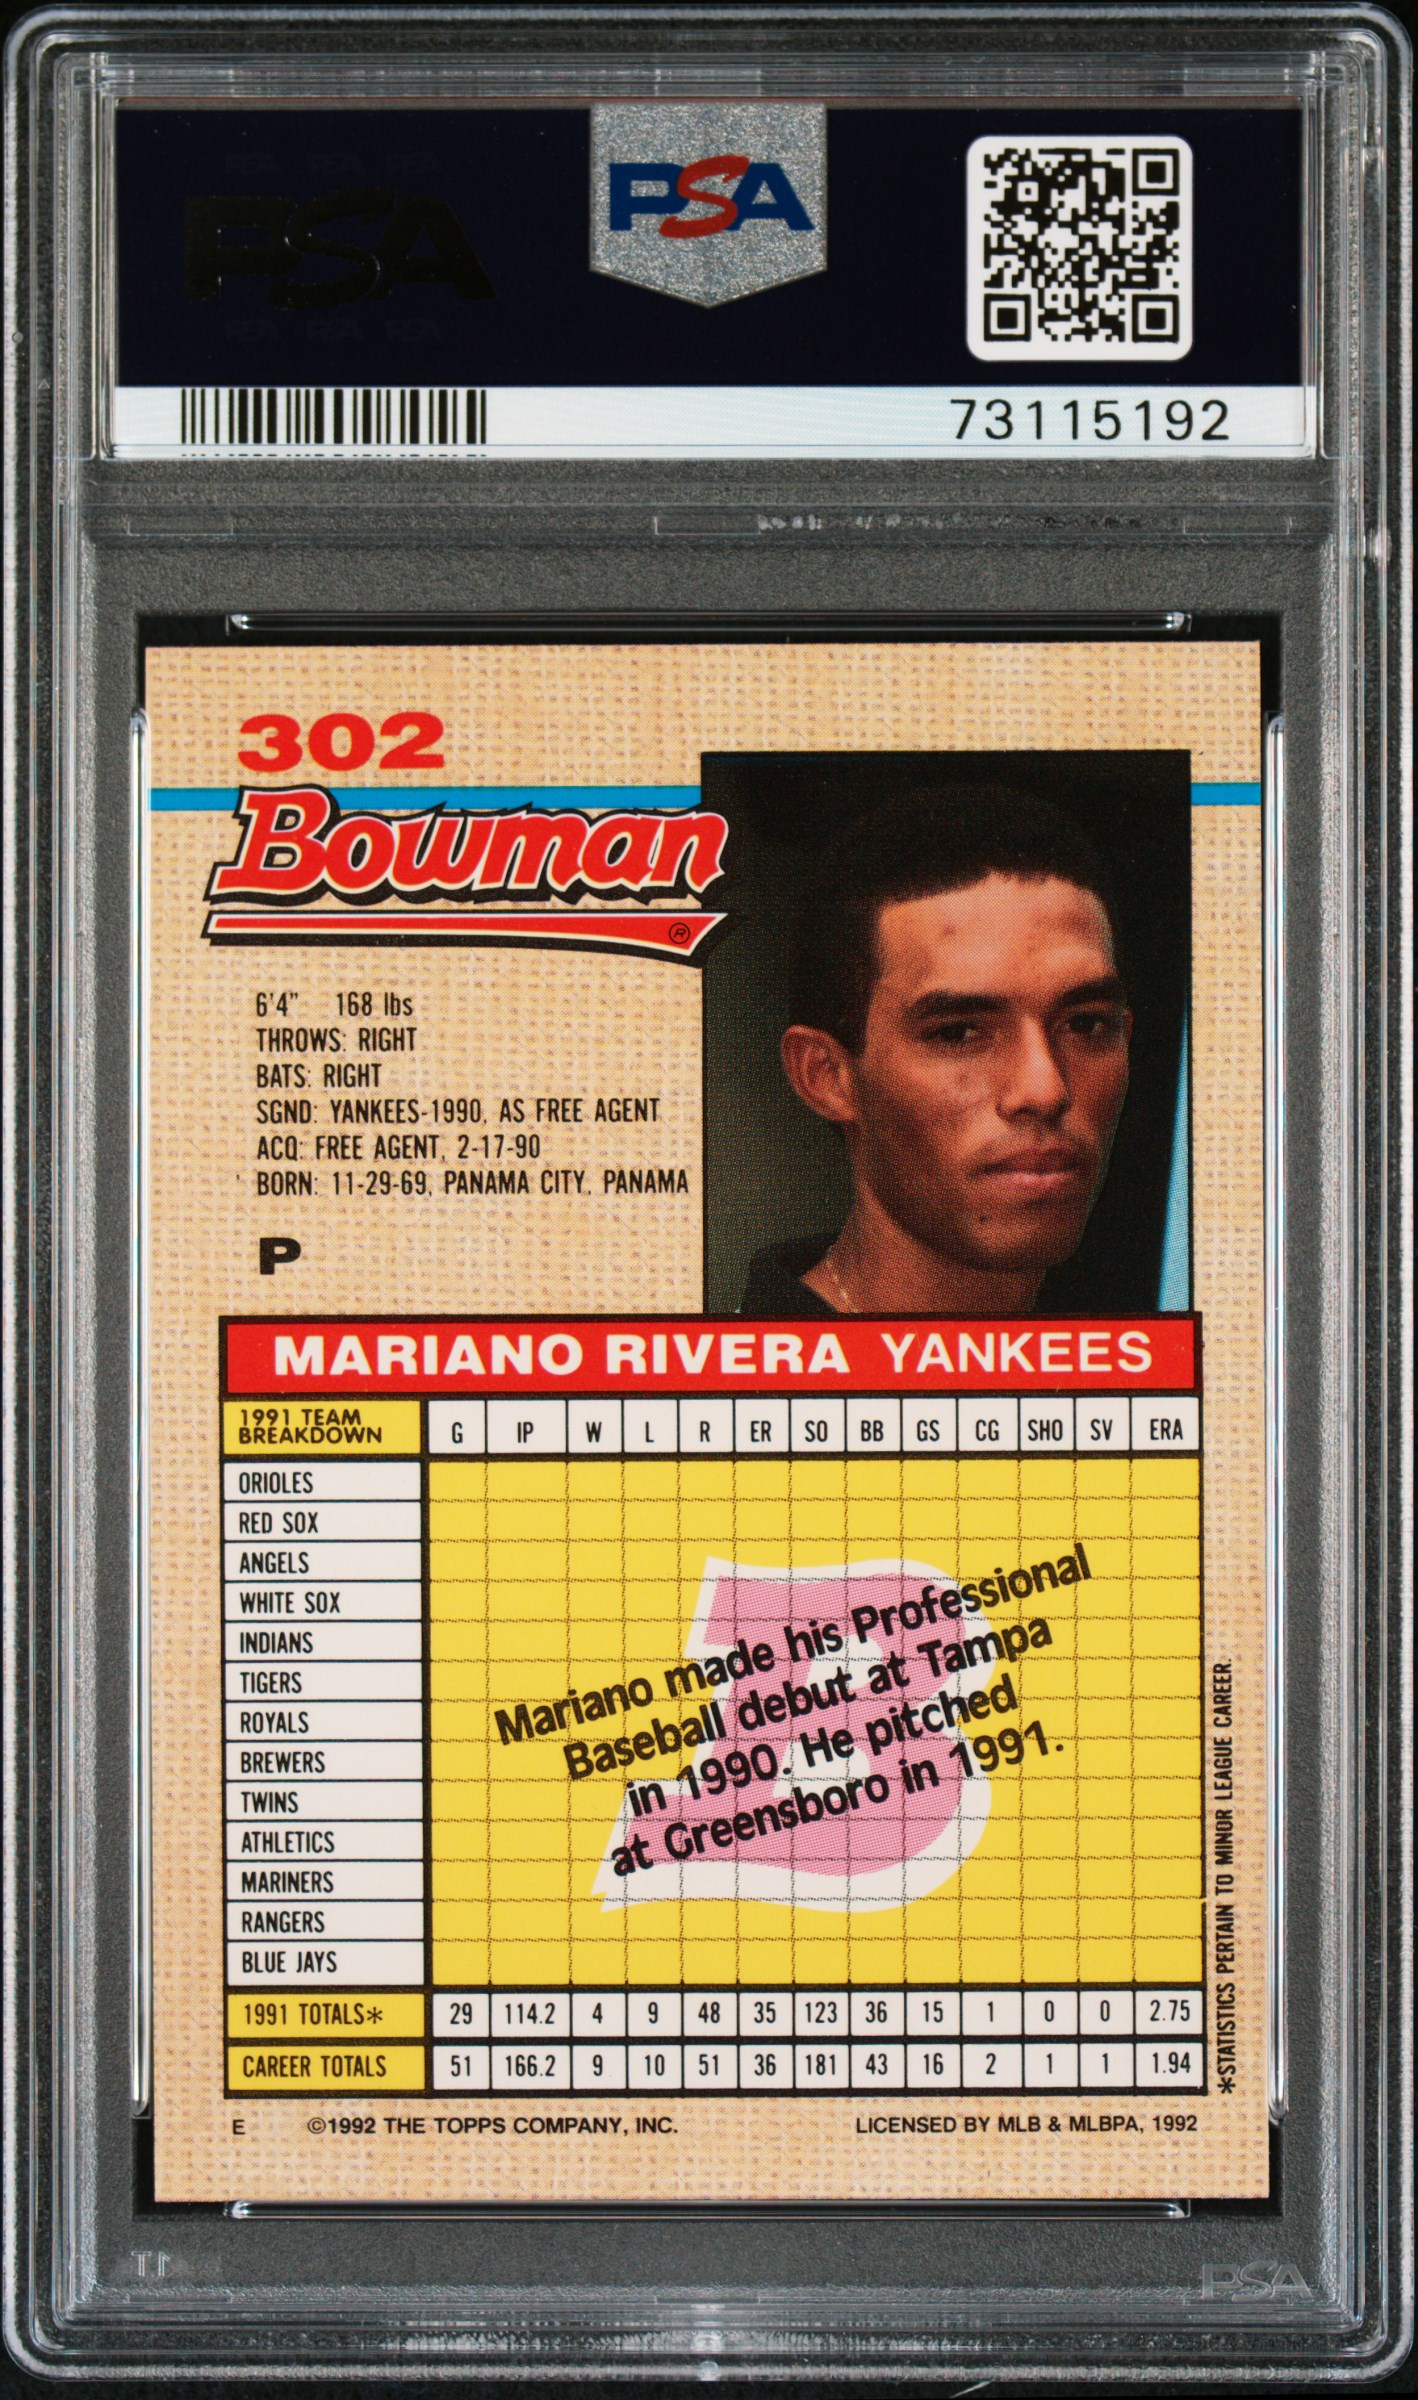 PSA
PSA
73115192
302
Bowman
®
6'4" 168 lbs
THROWS: RIGHT
BATS: RIGHT
SGND: YANKEES-1990, AS FREE AGENT
ACQ: FREE AGENT, 2-17-90
BORN: 11-29-69, PANAMA CITY, PANAMA
P
MARIANO RIVERA YANKEES
1991 TEAM BREAKDOWN G IP W L R ER SO BB GS CG SHO SV ERA
ORIOLES
RED SOX
ANGELS
WHITE SOX
INDIANS
TIGERS
ROYALS
BREWERS
TWINS
ATHLETICS
MARINERS
RANGERS
BLUE JAYS
B
Mariano made his Professional
Baseball debut at Tampa
in 1990. He pitched
at Greensboro in 1991.
1991 TOTALS* 29 114.2 4 9 48 35 123 36 15 1 0 0 2.75
CAREER TOTALS 51 166.2 9 10 51 36 181 43 16 2 1 1 1.94
*STATISTICS PERTAIN TO MINOR LEAGUE CAREER.
E ©1992 THE TOPPS COMPANY, INC. LICENSED BY MLB & MLBPA, 1992
PSA